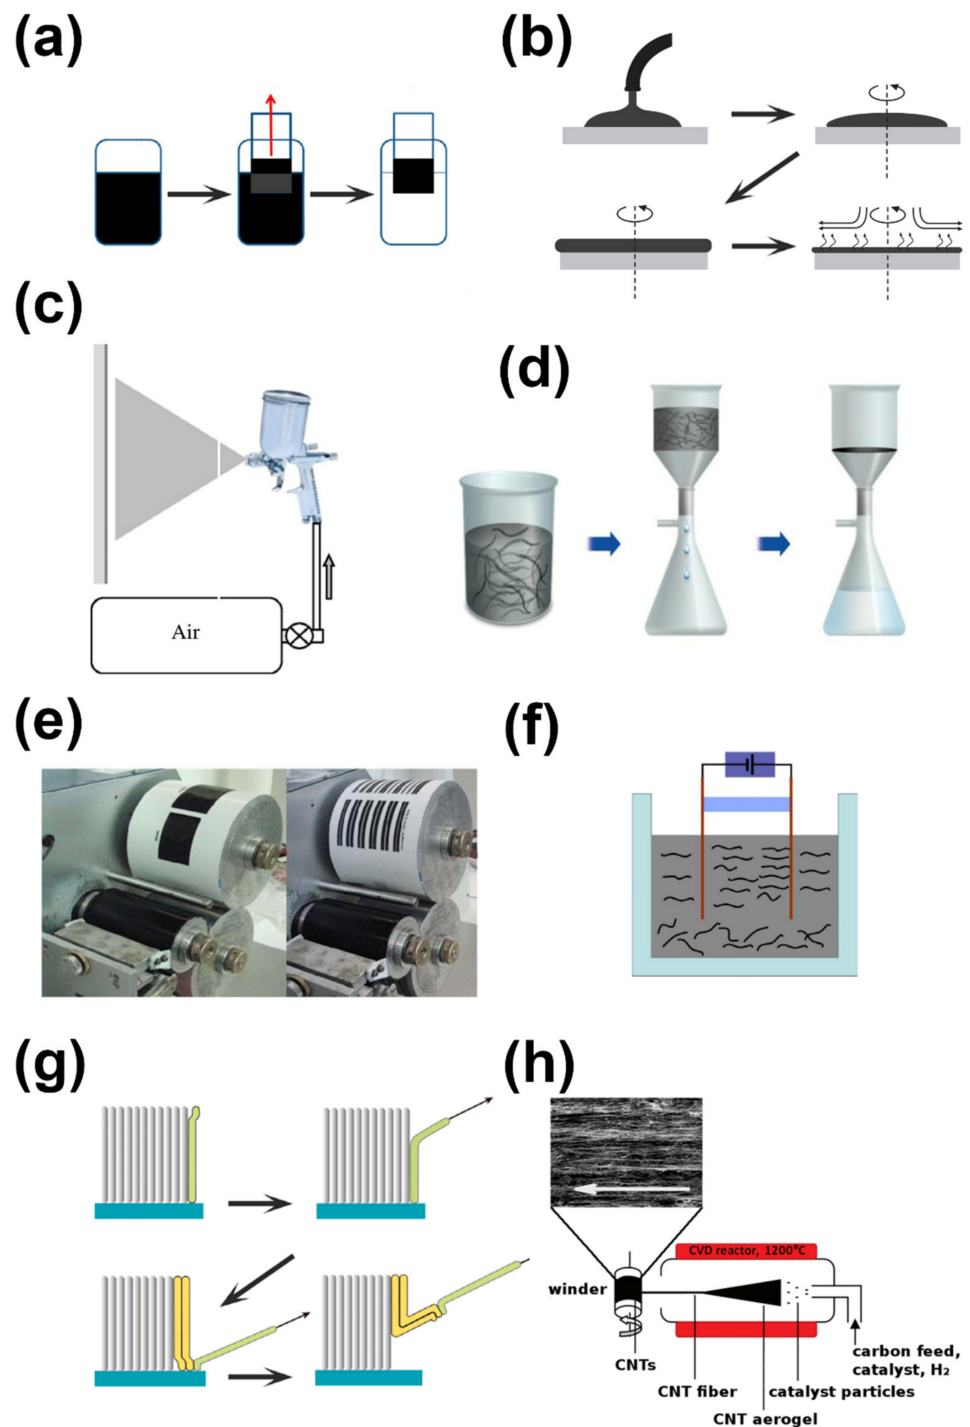 (a)
(b)
(c)
Air
(d)
(e)
(f)
(g)
(h)
CVD reactor, 1200°C
winder
CNTs
CNT fiber
catalyst particles
CNT aerogel
carbon feed,
catalyst, H₂